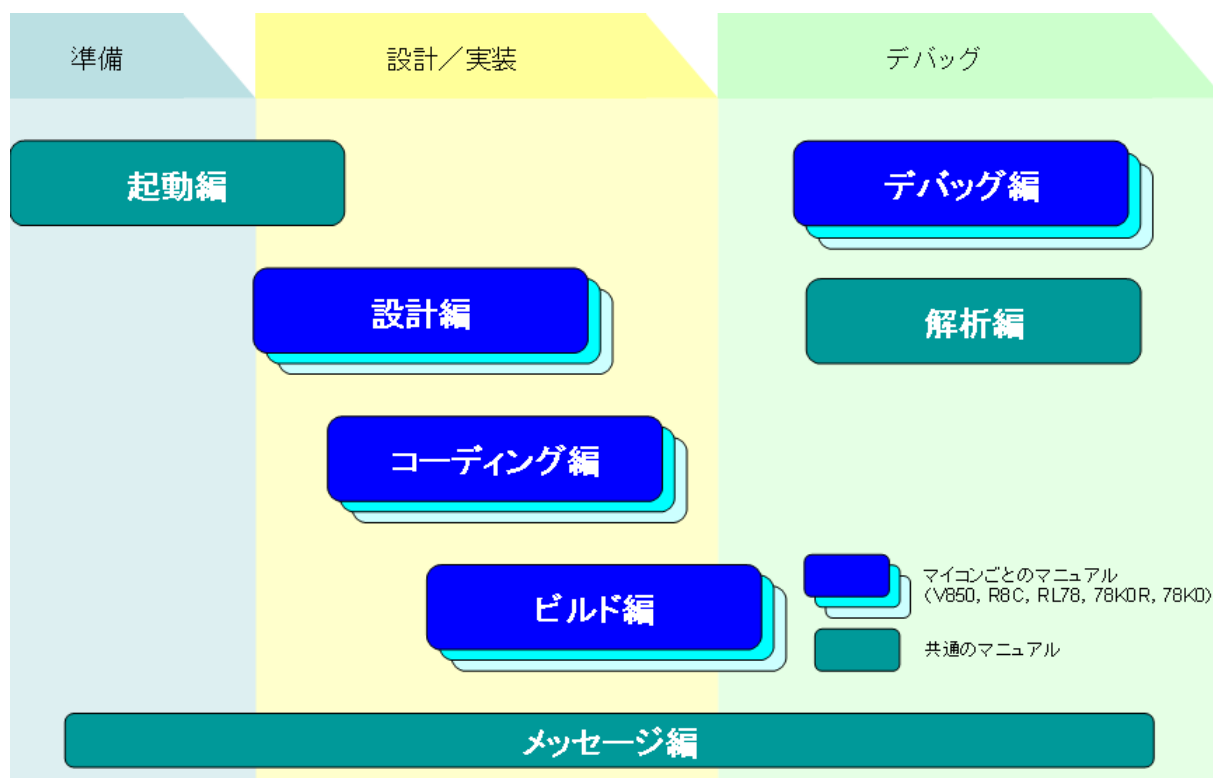 準備
設計／実装
デバッグ
起動編
デバッグ編
設計編
解析編
コーディング編
ビルド編
マイコンごとのマニュアル
(V850, R8C, RL78, 78K0R, 78K0)
共通のマニュアル
メッセージ編